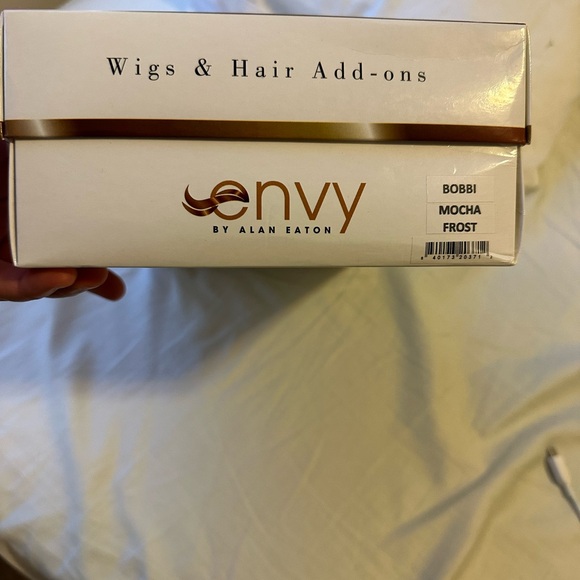 Wigs & Hair Add-ons
envy
BY ALAN EATON
BOBBI
MOCHA
FROST